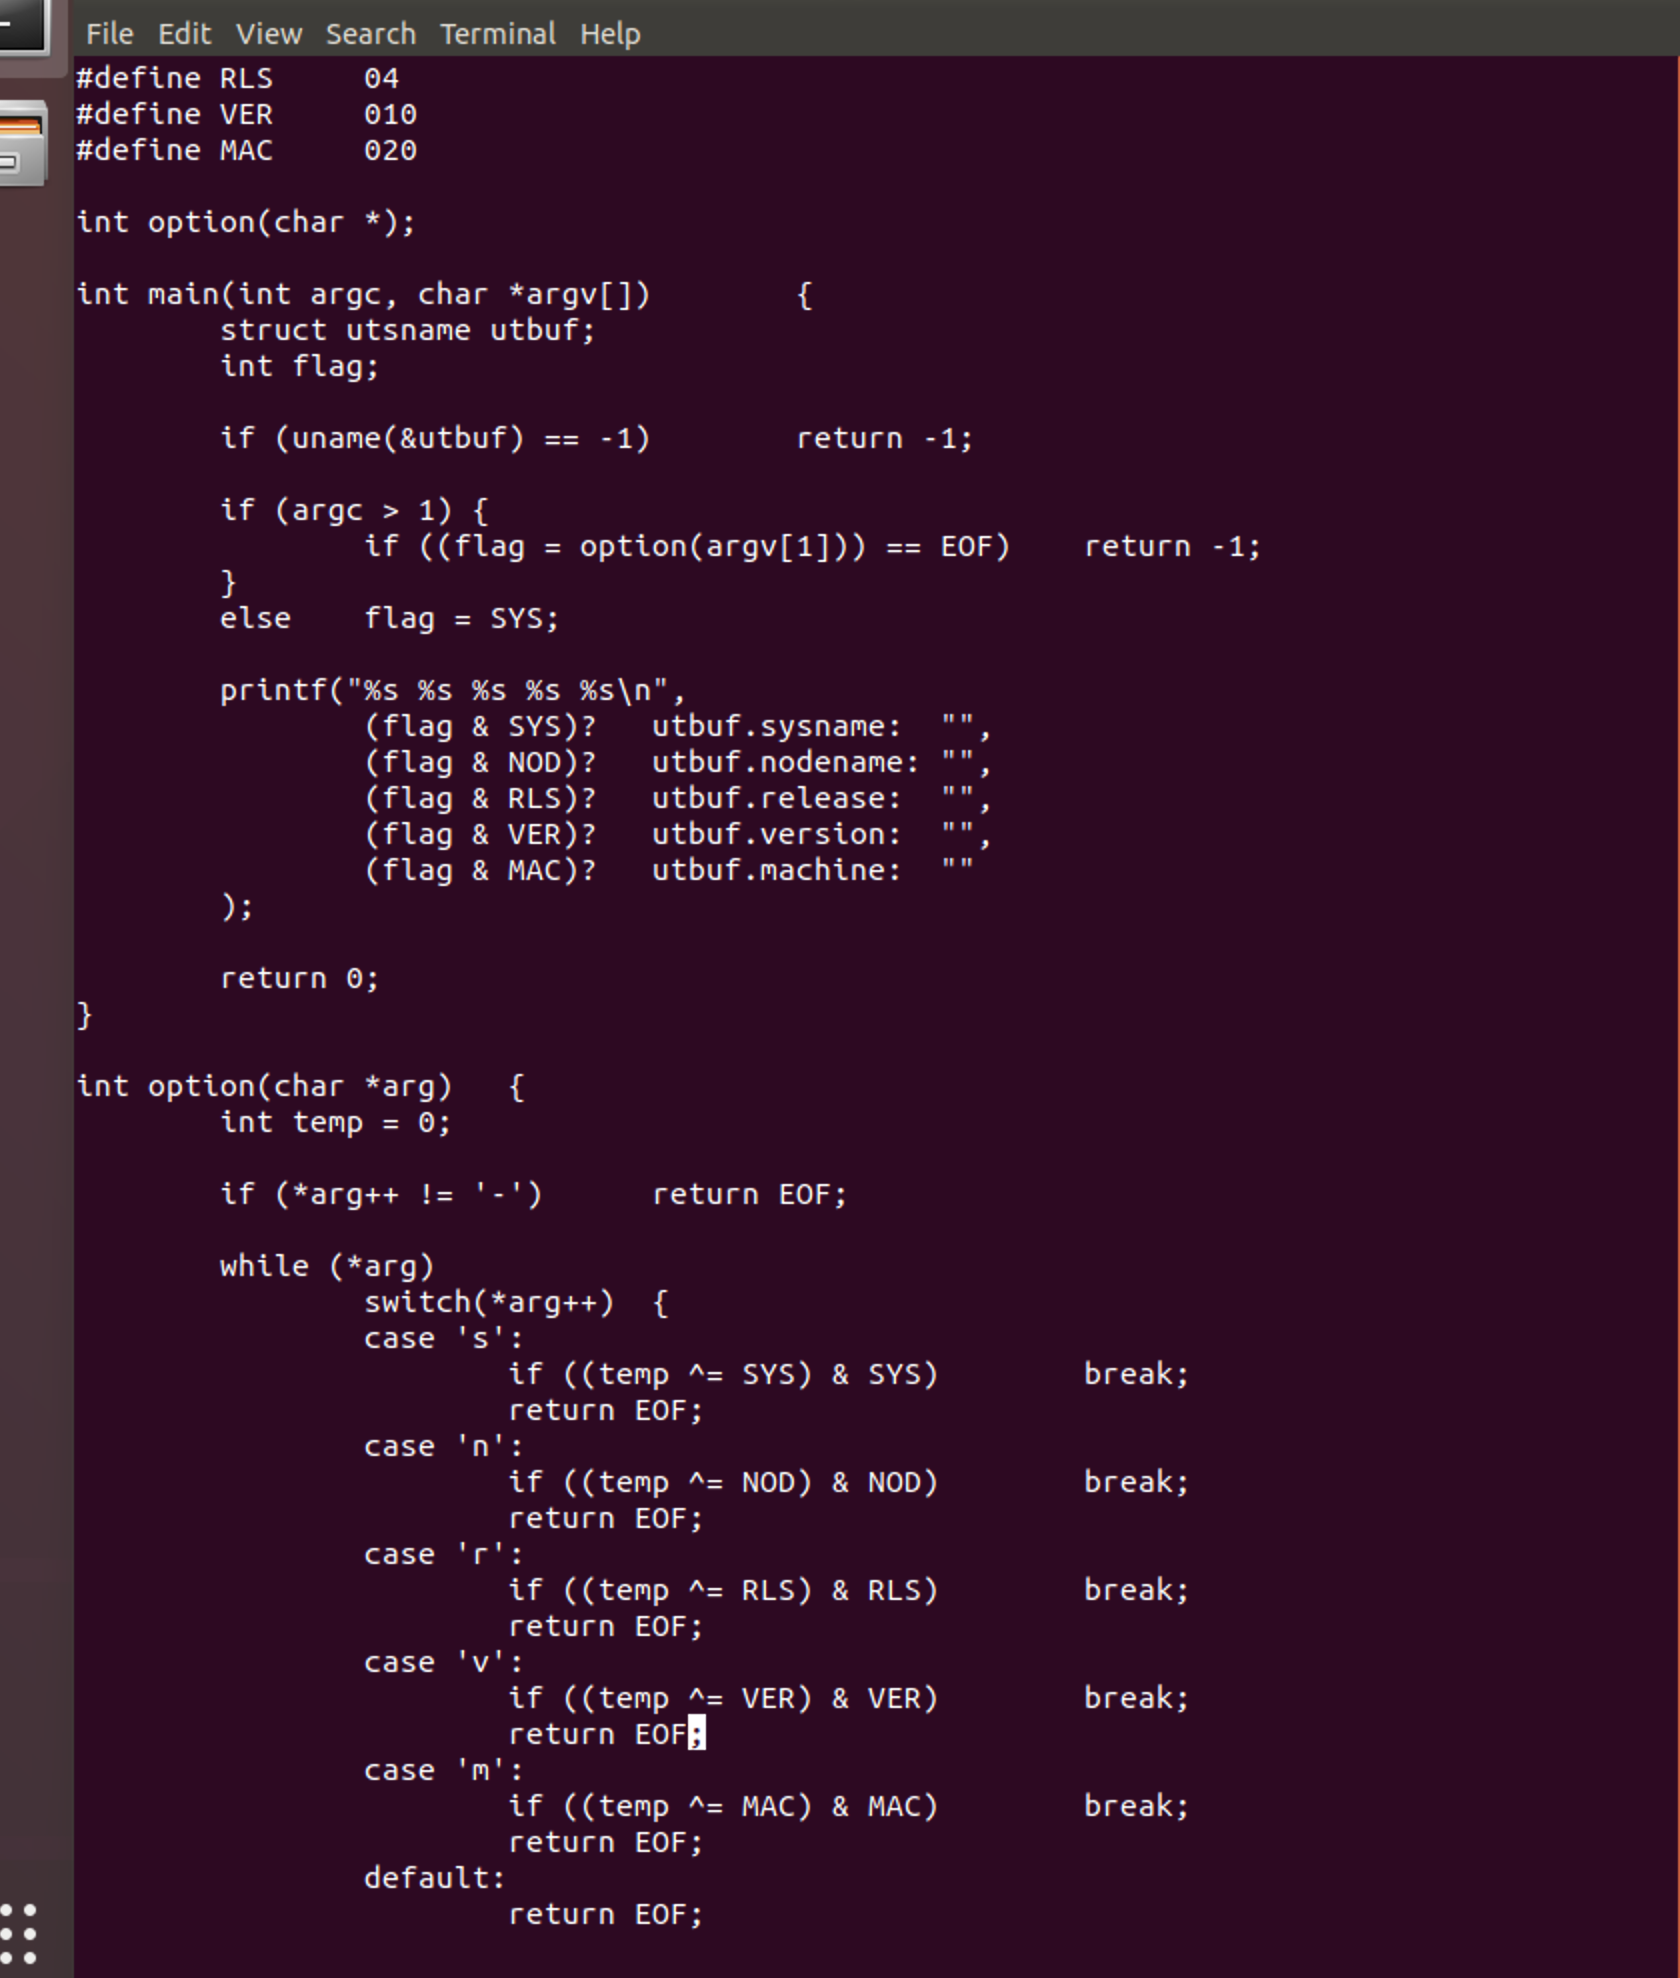 File Edit View Search Terminal Help
#define RLS     04
#define VER     010
#define MAC     020

int option(char *);

int main(int argc, char *argv[])        {
        struct utsname utbuf;
        int flag;

        if (uname(&utbuf) == -1)        return -1;

        if (argc > 1) {
                if ((flag = option(argv[1])) == EOF)    return -1;
        }
        else    flag = SYS;

        printf("%s %s %s %s %s\n",
                (flag & SYS)?   utbuf.sysname:  "",
                (flag & NOD)?   utbuf.nodename: "",
                (flag & RLS)?   utbuf.release:  "",
                (flag & VER)?   utbuf.version:  "",
                (flag & MAC)?   utbuf.machine:  ""
        );

        return 0;
}

int option(char *arg)   {
        int temp = 0;

        if (*arg++ != '-')      return EOF;

        while (*arg)
                switch(*arg++)  {
                case 's':
                        if ((temp ^= SYS) & SYS)        break;
                        return EOF;
                case 'n':
                        if ((temp ^= NOD) & NOD)        break;
                        return EOF;
                case 'r':
                        if ((temp ^= RLS) & RLS)        break;
                        return EOF;
                case 'v':
                        if ((temp ^= VER) & VER)        break;
                        return EOF;
                case 'm':
                        if ((temp ^= MAC) & MAC)        break;
                        return EOF;
                default:
                        return EOF;